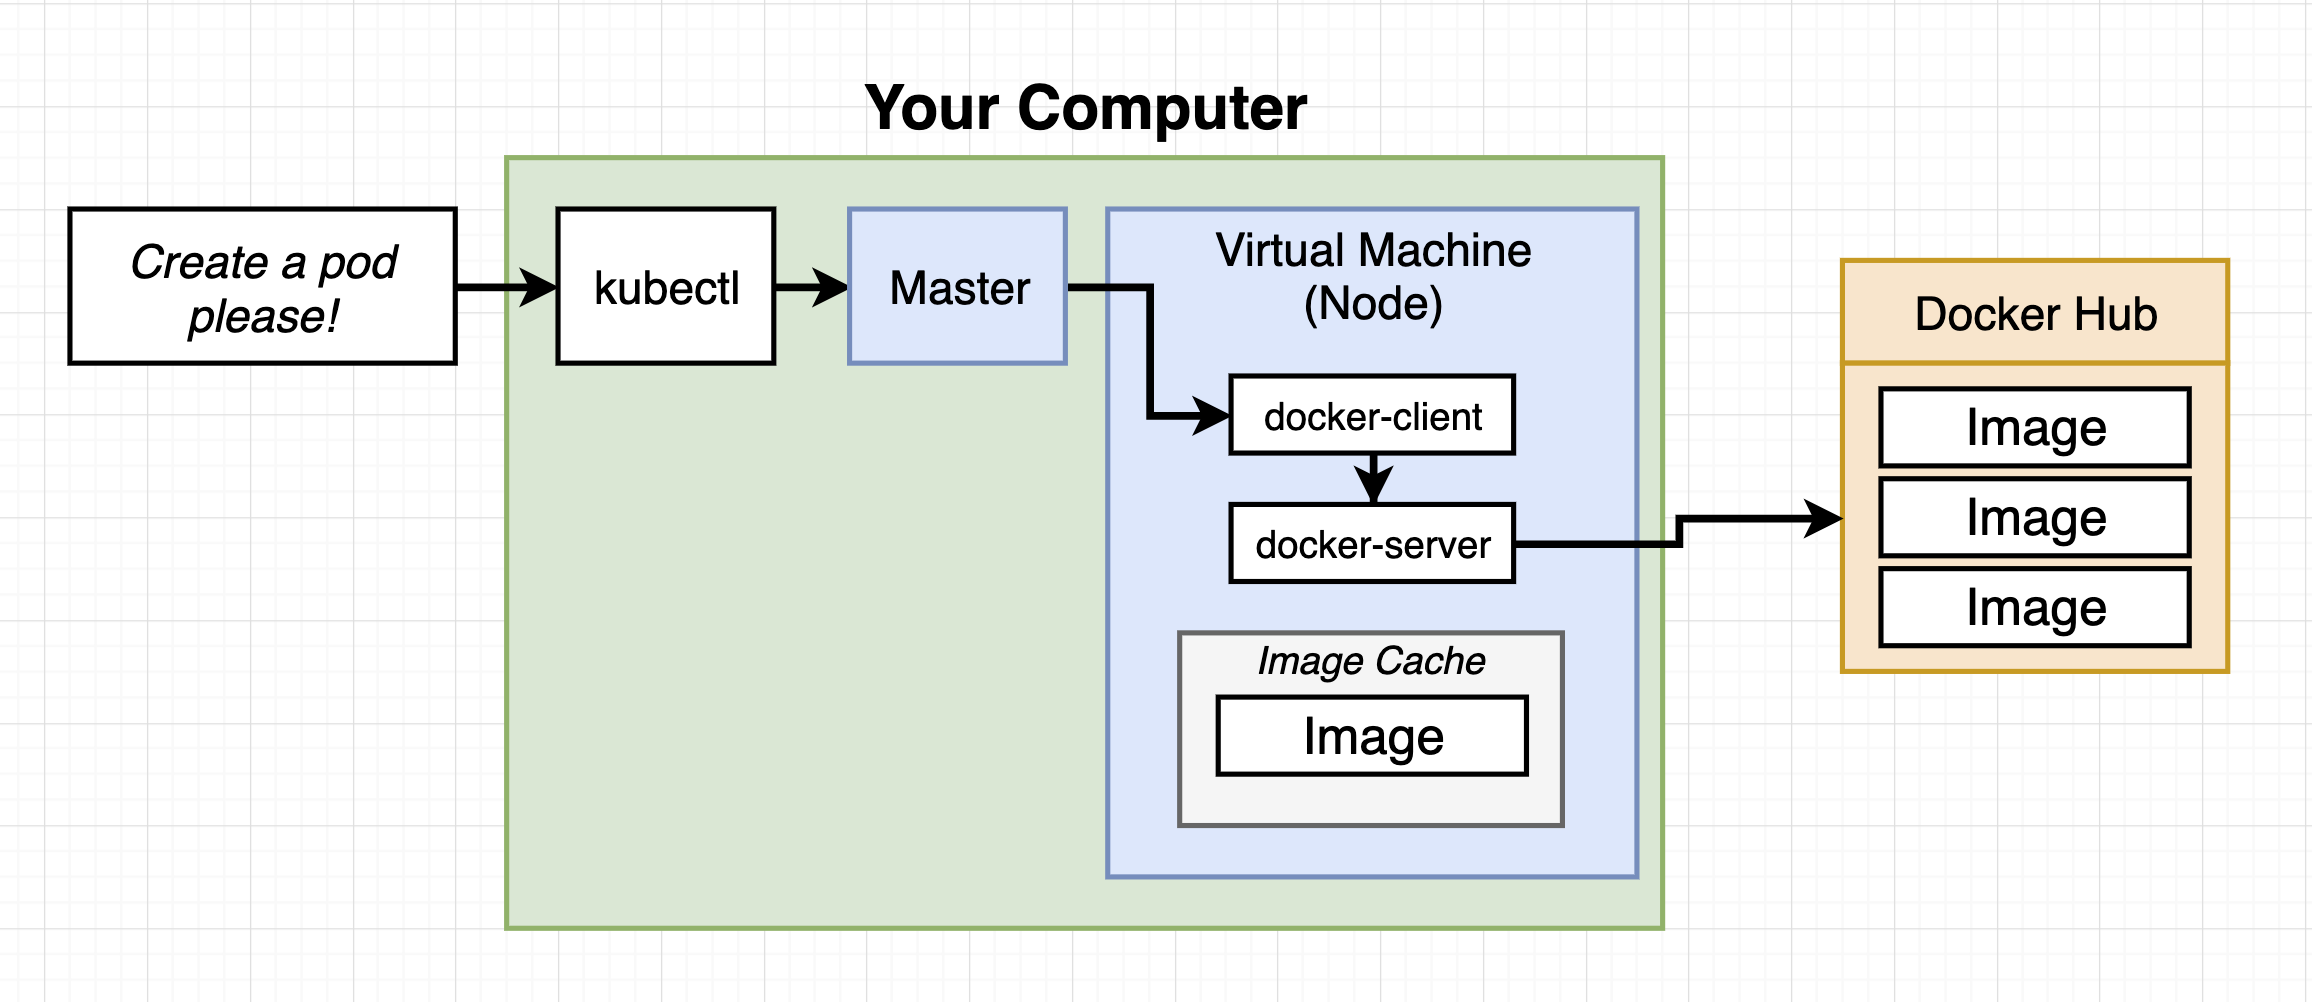 Your Computer
Create a pod
please!
kubectl
Master
Virtual Machine
(Node)
docker-client
docker-server
Image Cache
Image
Docker Hub
Image
Image
Image